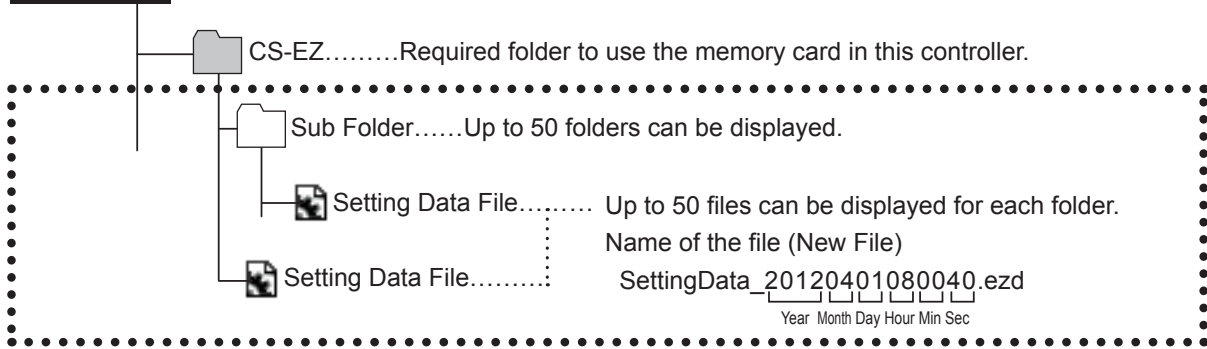 CS-EZ.........Required folder to use the memory card in this controller.
Sub Folder......Up to 50 folders can be displayed.
Setting Data File......... Up to 50 files can be displayed for each folder.
Name of the file (New File)
Setting Data File......... SettingData_20120401080040.ezd
Year Month Day Hour Min Sec